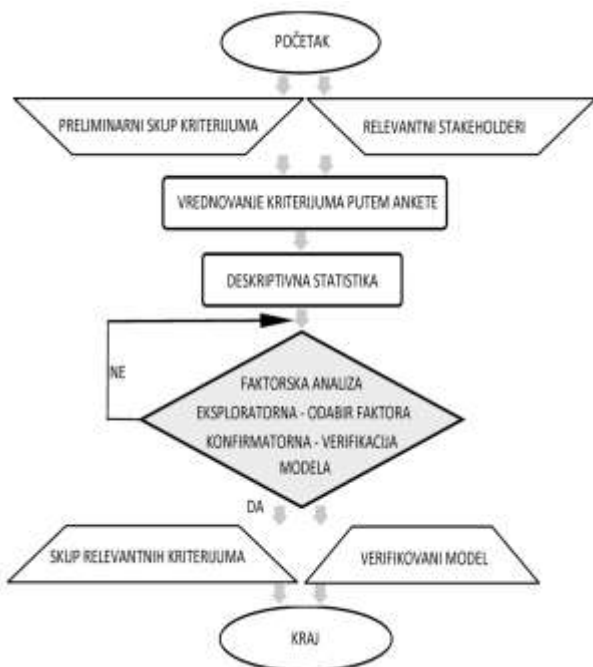 POČETAK
PRELIMINARNI SKUP KRITERIJUMA
RELEVANTNI STAKEHOLDERI
VREDNOVANJE KRITERIJUMA PUTEM ANKETE
DESKRIPTIVNA STATISTIKA
NE
FAKTORSKA ANALIZA
EKSPLORATORNA - ODABIR FAKTORA
KONFIRMATORNA - VERIFIKACIJA
MODELA
DA
SKUP RELEVANTNIH KRITERIJUMA
VERIFIKOVANI MODEL
KRAJ